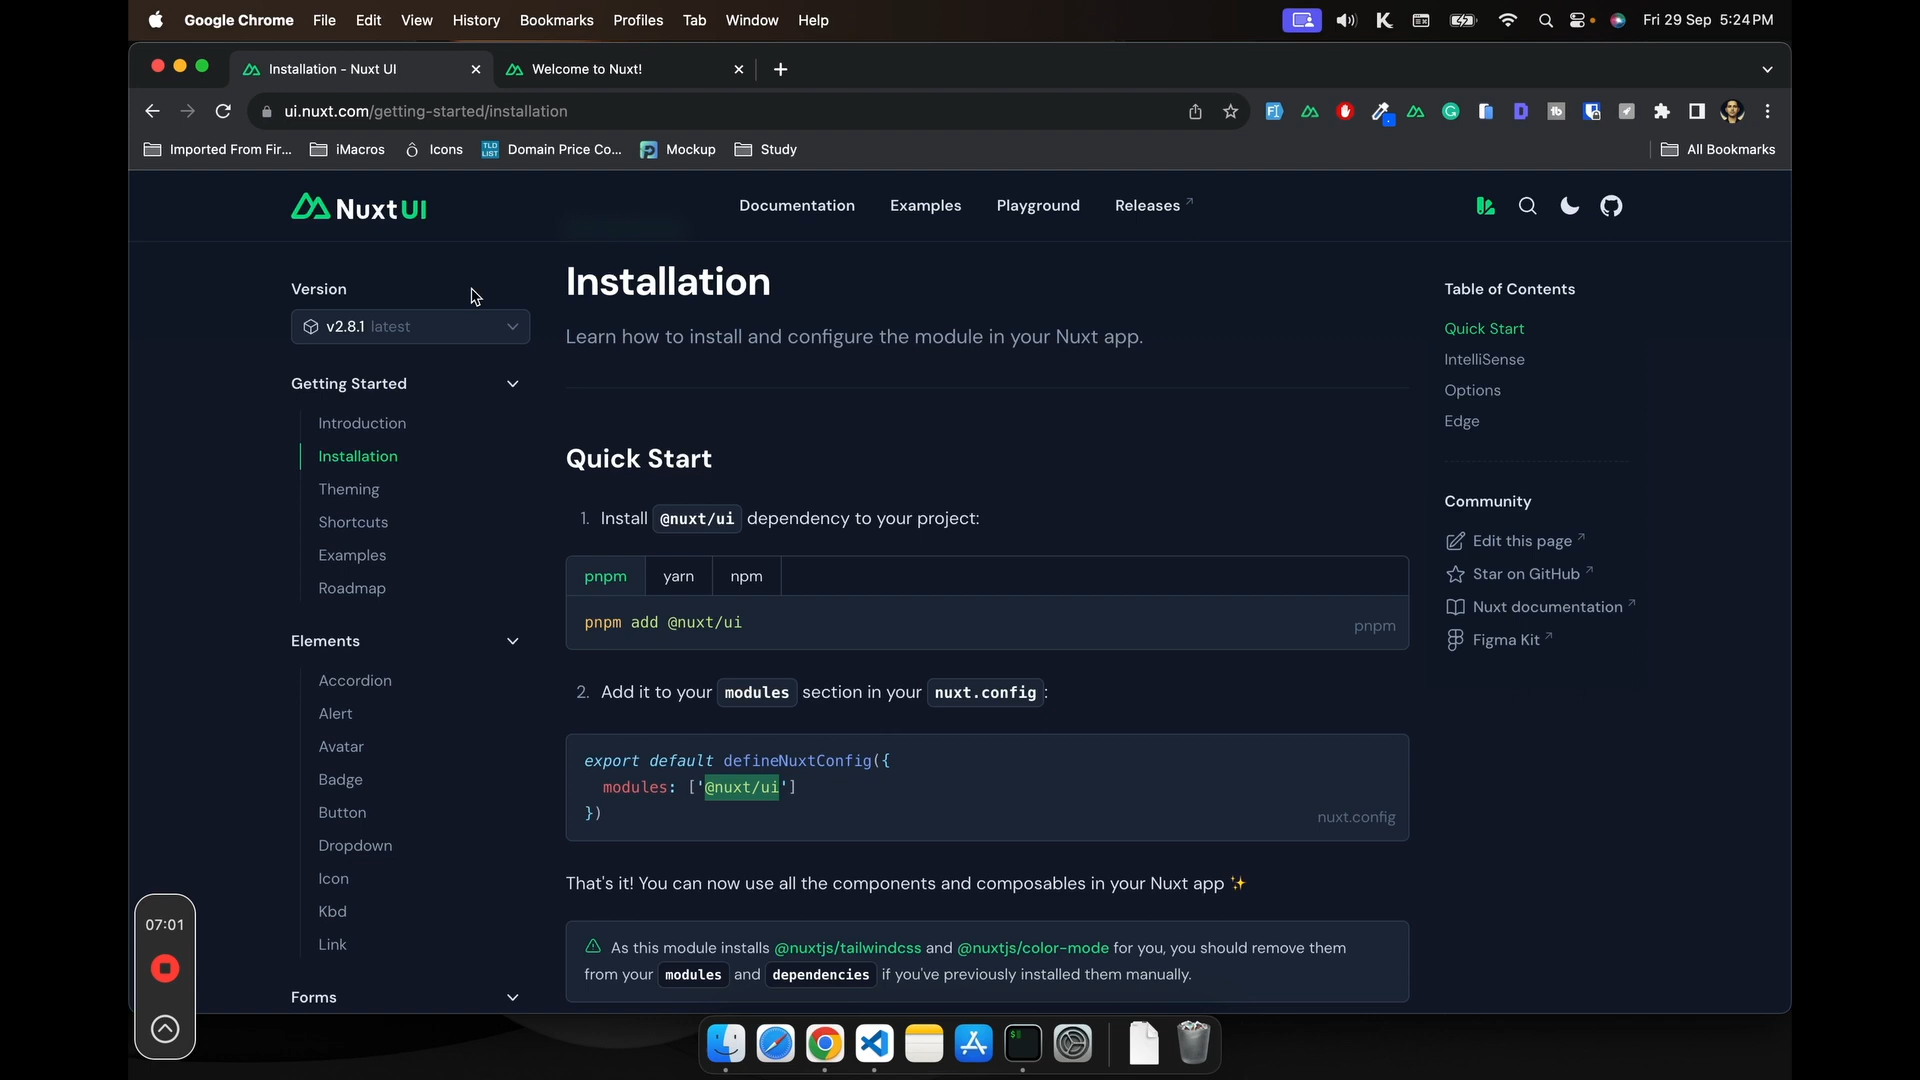 Google Chrome File Edit View History Bookmarks Profiles Tab Window Help
Fri 29 Sep 5:24 PM
Installation - Nuxt UI
Welcome to Nuxt!
ui.nuxt.com/getting-started/installation
Imported From Fir... iMacros Icons Domain Price Co... Mockup Study
All Bookmarks
Nuxt UI
Documentation Examples Playground Releases
Version
v2.8.1 latest
Getting Started
Introduction
Installation
Theming
Shortcuts
Examples
Roadmap
Elements
Accordion
Alert
Avatar
Badge
Button
Dropdown
Icon
Kbd
Link
Forms
Installation
Learn how to install and configure the module in your Nuxt app.
Quick Start
1. Install @nuxt/ui dependency to your project:
pnpm yarn npm
pnpm add @nuxt/ui
pnpm
2. Add it to your modules section in your nuxt.config:
export default defineNuxtConfig({
modules: ['@nuxt/ui']
})
nuxt.config
That's it! You can now use all the components and composables in your Nuxt app ✨
As this module installs @nuxtjs/tailwindcss and @nuxtjs/color-mode for you, you should remove them
from your modules and dependencies if you've previously installed them manually.
Table of Contents
Quick Start
IntelliSense
Options
Edge
Community
Edit this page
Star on GitHub
Nuxt documentation
Figma Kit
07:01